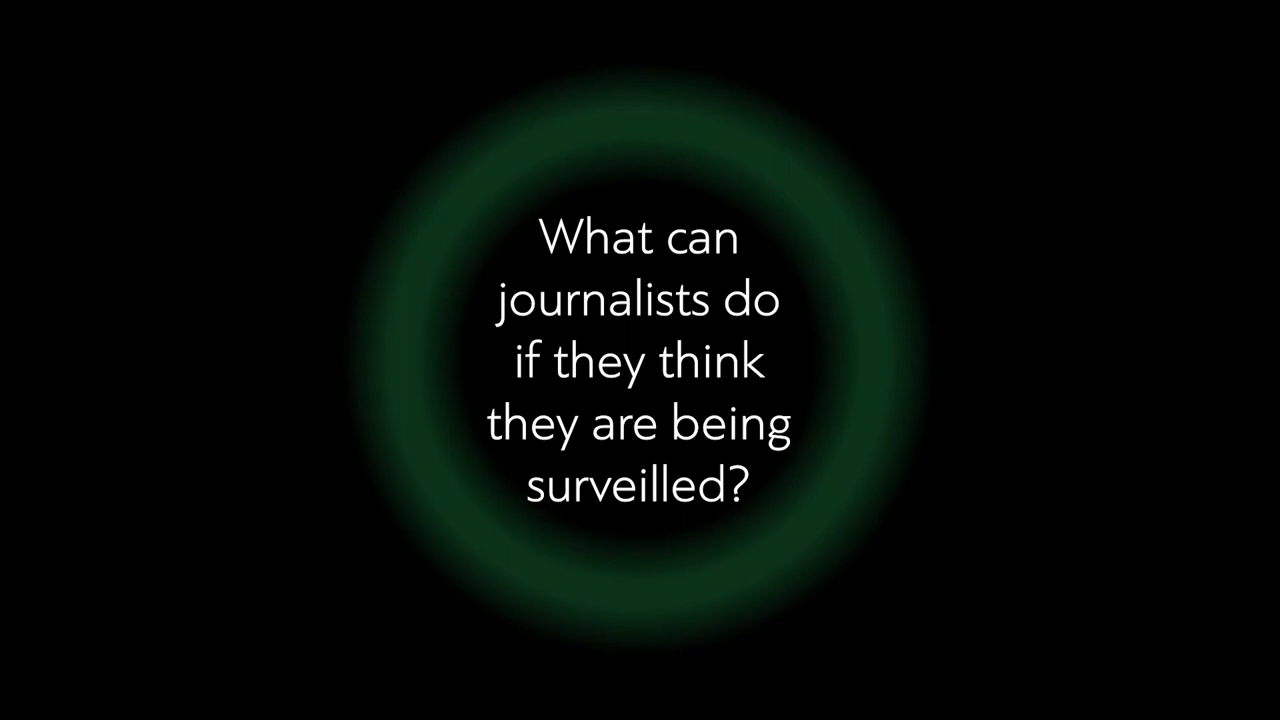 What can
journalists do
if they think
they are being
surveilled?